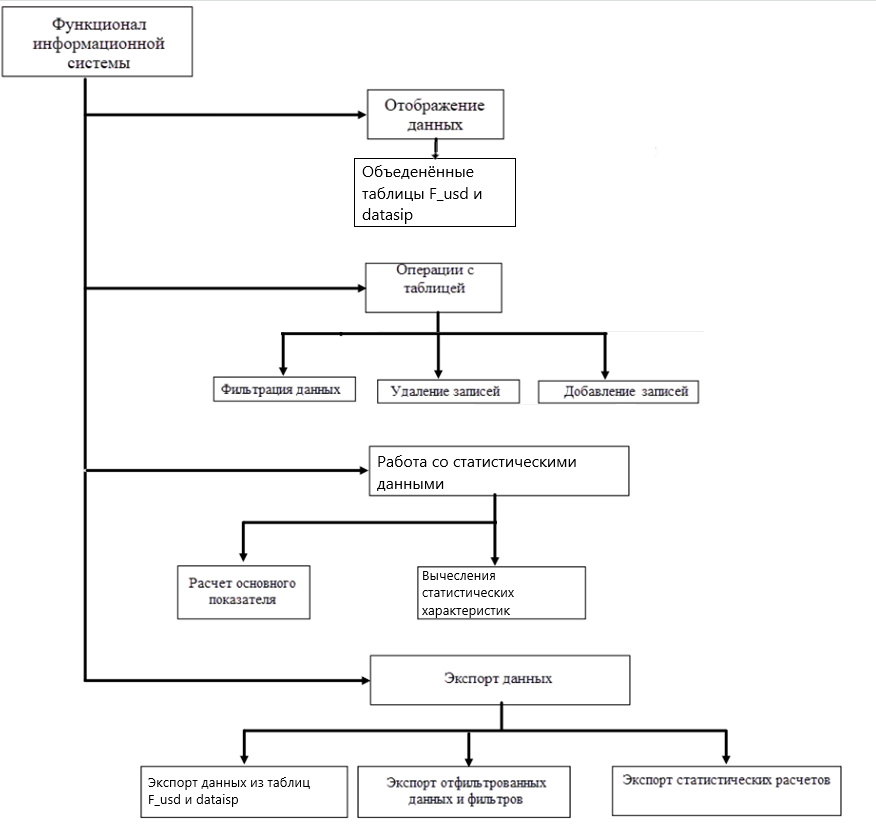 Функционал
информационной
системы
Отображение
данных
Объеденённые
таблицы F_usd и
datasip
Операции с
таблицей
Фильтрация данных
Удаление записей
Добавление записей
Работа со статистическими
данными
Расчет основного
показателя
Вычесления
статистических
характеристик
Экспорт данных
Экспорт данных из таблиц
F_usd и dataisp
Экспорт отфильтрованных
данных и фильтров
Экспорт статистических расчетов